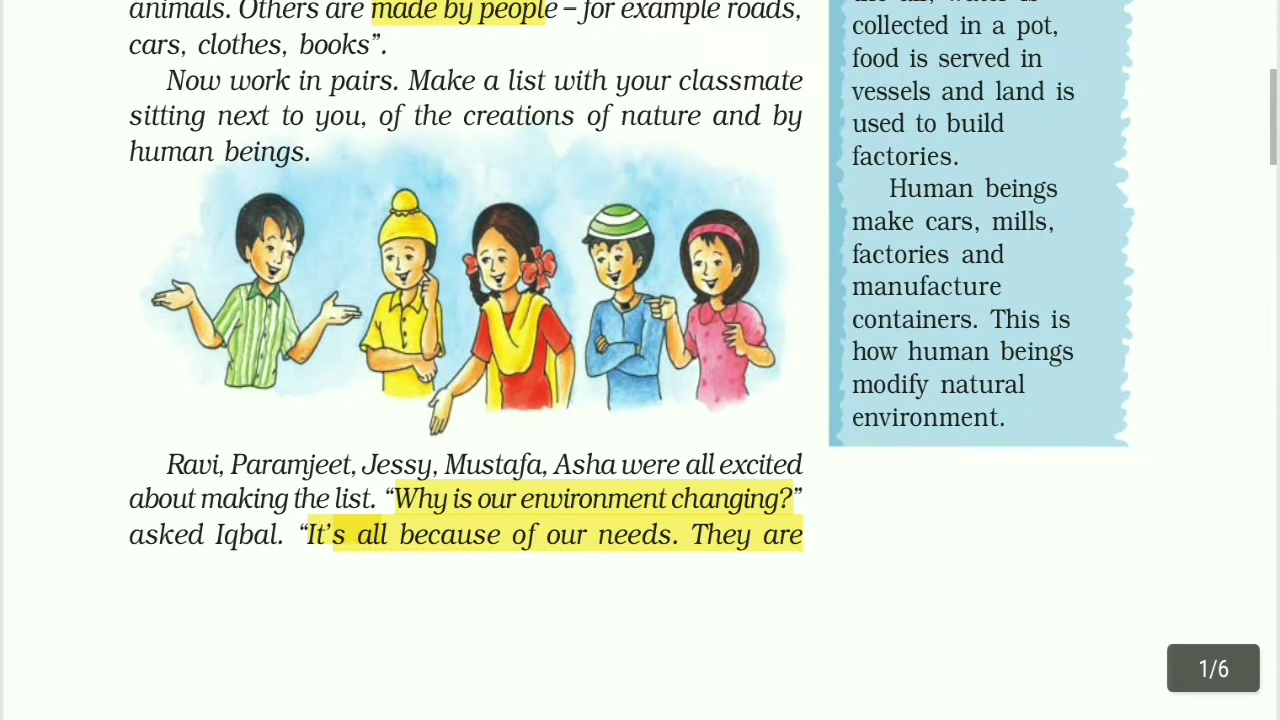 animals. Others are made by people – for example roads,
cars, clothes, books”.
Now work in pairs. Make a list with your classmate
sitting next to you, of the creations of nature and by
human beings.
Ravi, Paramjeet, Jessy, Mustafa, Asha were all excited
about making the list. “Why is our environment changing?”
asked Iqbal. “It’s all because of our needs. They are
collected in a pot,
food is served in
vessels and land is
used to build
factories.
Human beings
make cars, mills,
factories and
manufacture
containers. This is
how human beings
modify natural
environment.
1/6